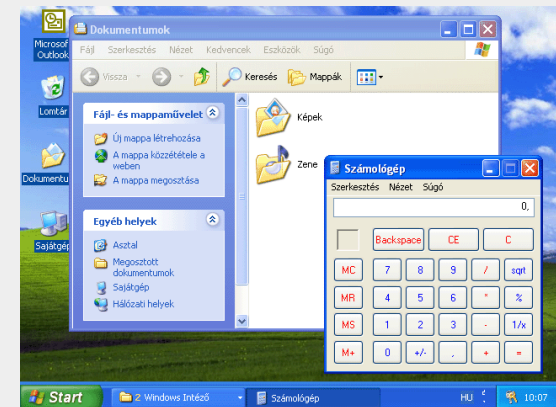 Microsof
Outlook
Lomtár
Dokumentu
Sajátgép
Dokumentumok
Fájl Szerkesztés Nézet Kedvencek Eszközök Súgó
Vissza Keresés Mappák
Fájl- és mappaművelet
Új mappa létrehozása
A mappa közzététele a
weben
A mappa megosztása
Egyéb helyek
Asztal
Megosztott
dokumentumok
Sajátgép
Hálózati helyek
Képek
Zene
Számológép
Szerkesztés Nézet Súgó
0,
Backspace CE C
MC 7 8 9 / sqrt
MR 4 5 6 * %
MS 1 2 3 - 1/x
M+ 0 +/- , + =
Start 2 Windows Intéző Számológép HU 10:07